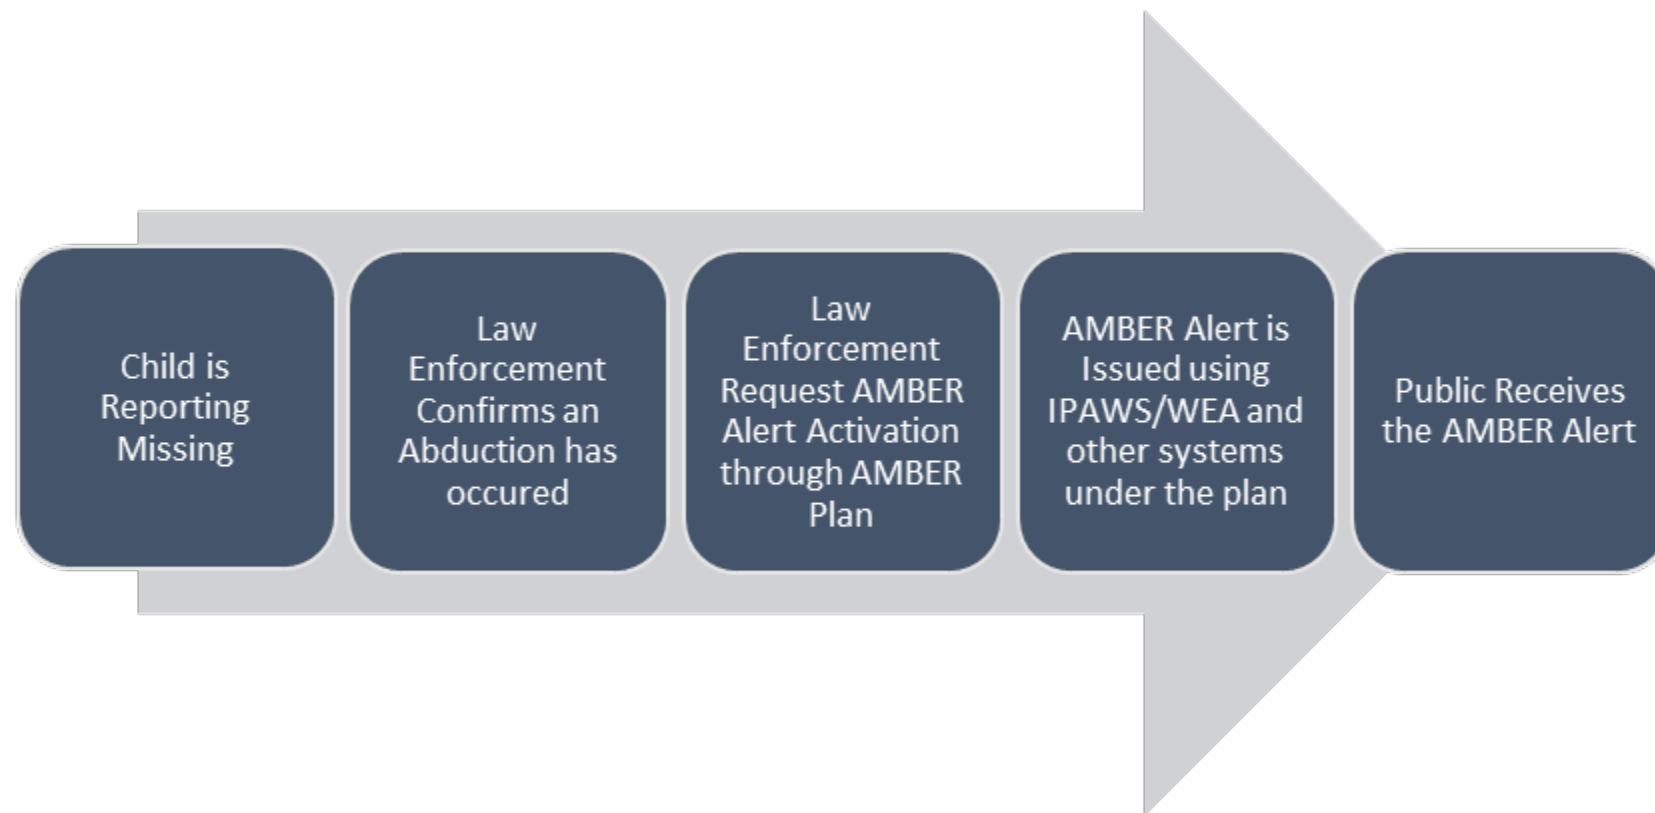 Child is
Reporting
Missing
Law
Enforcement
Confirms an
Abduction has
occured
Law
Enforcement
Request AMBER
Alert Activation
through AMBER
Plan
AMBER Alert is
Issued using
IPAWS/WEA and
other systems
under the plan
Public Receives
the AMBER Alert